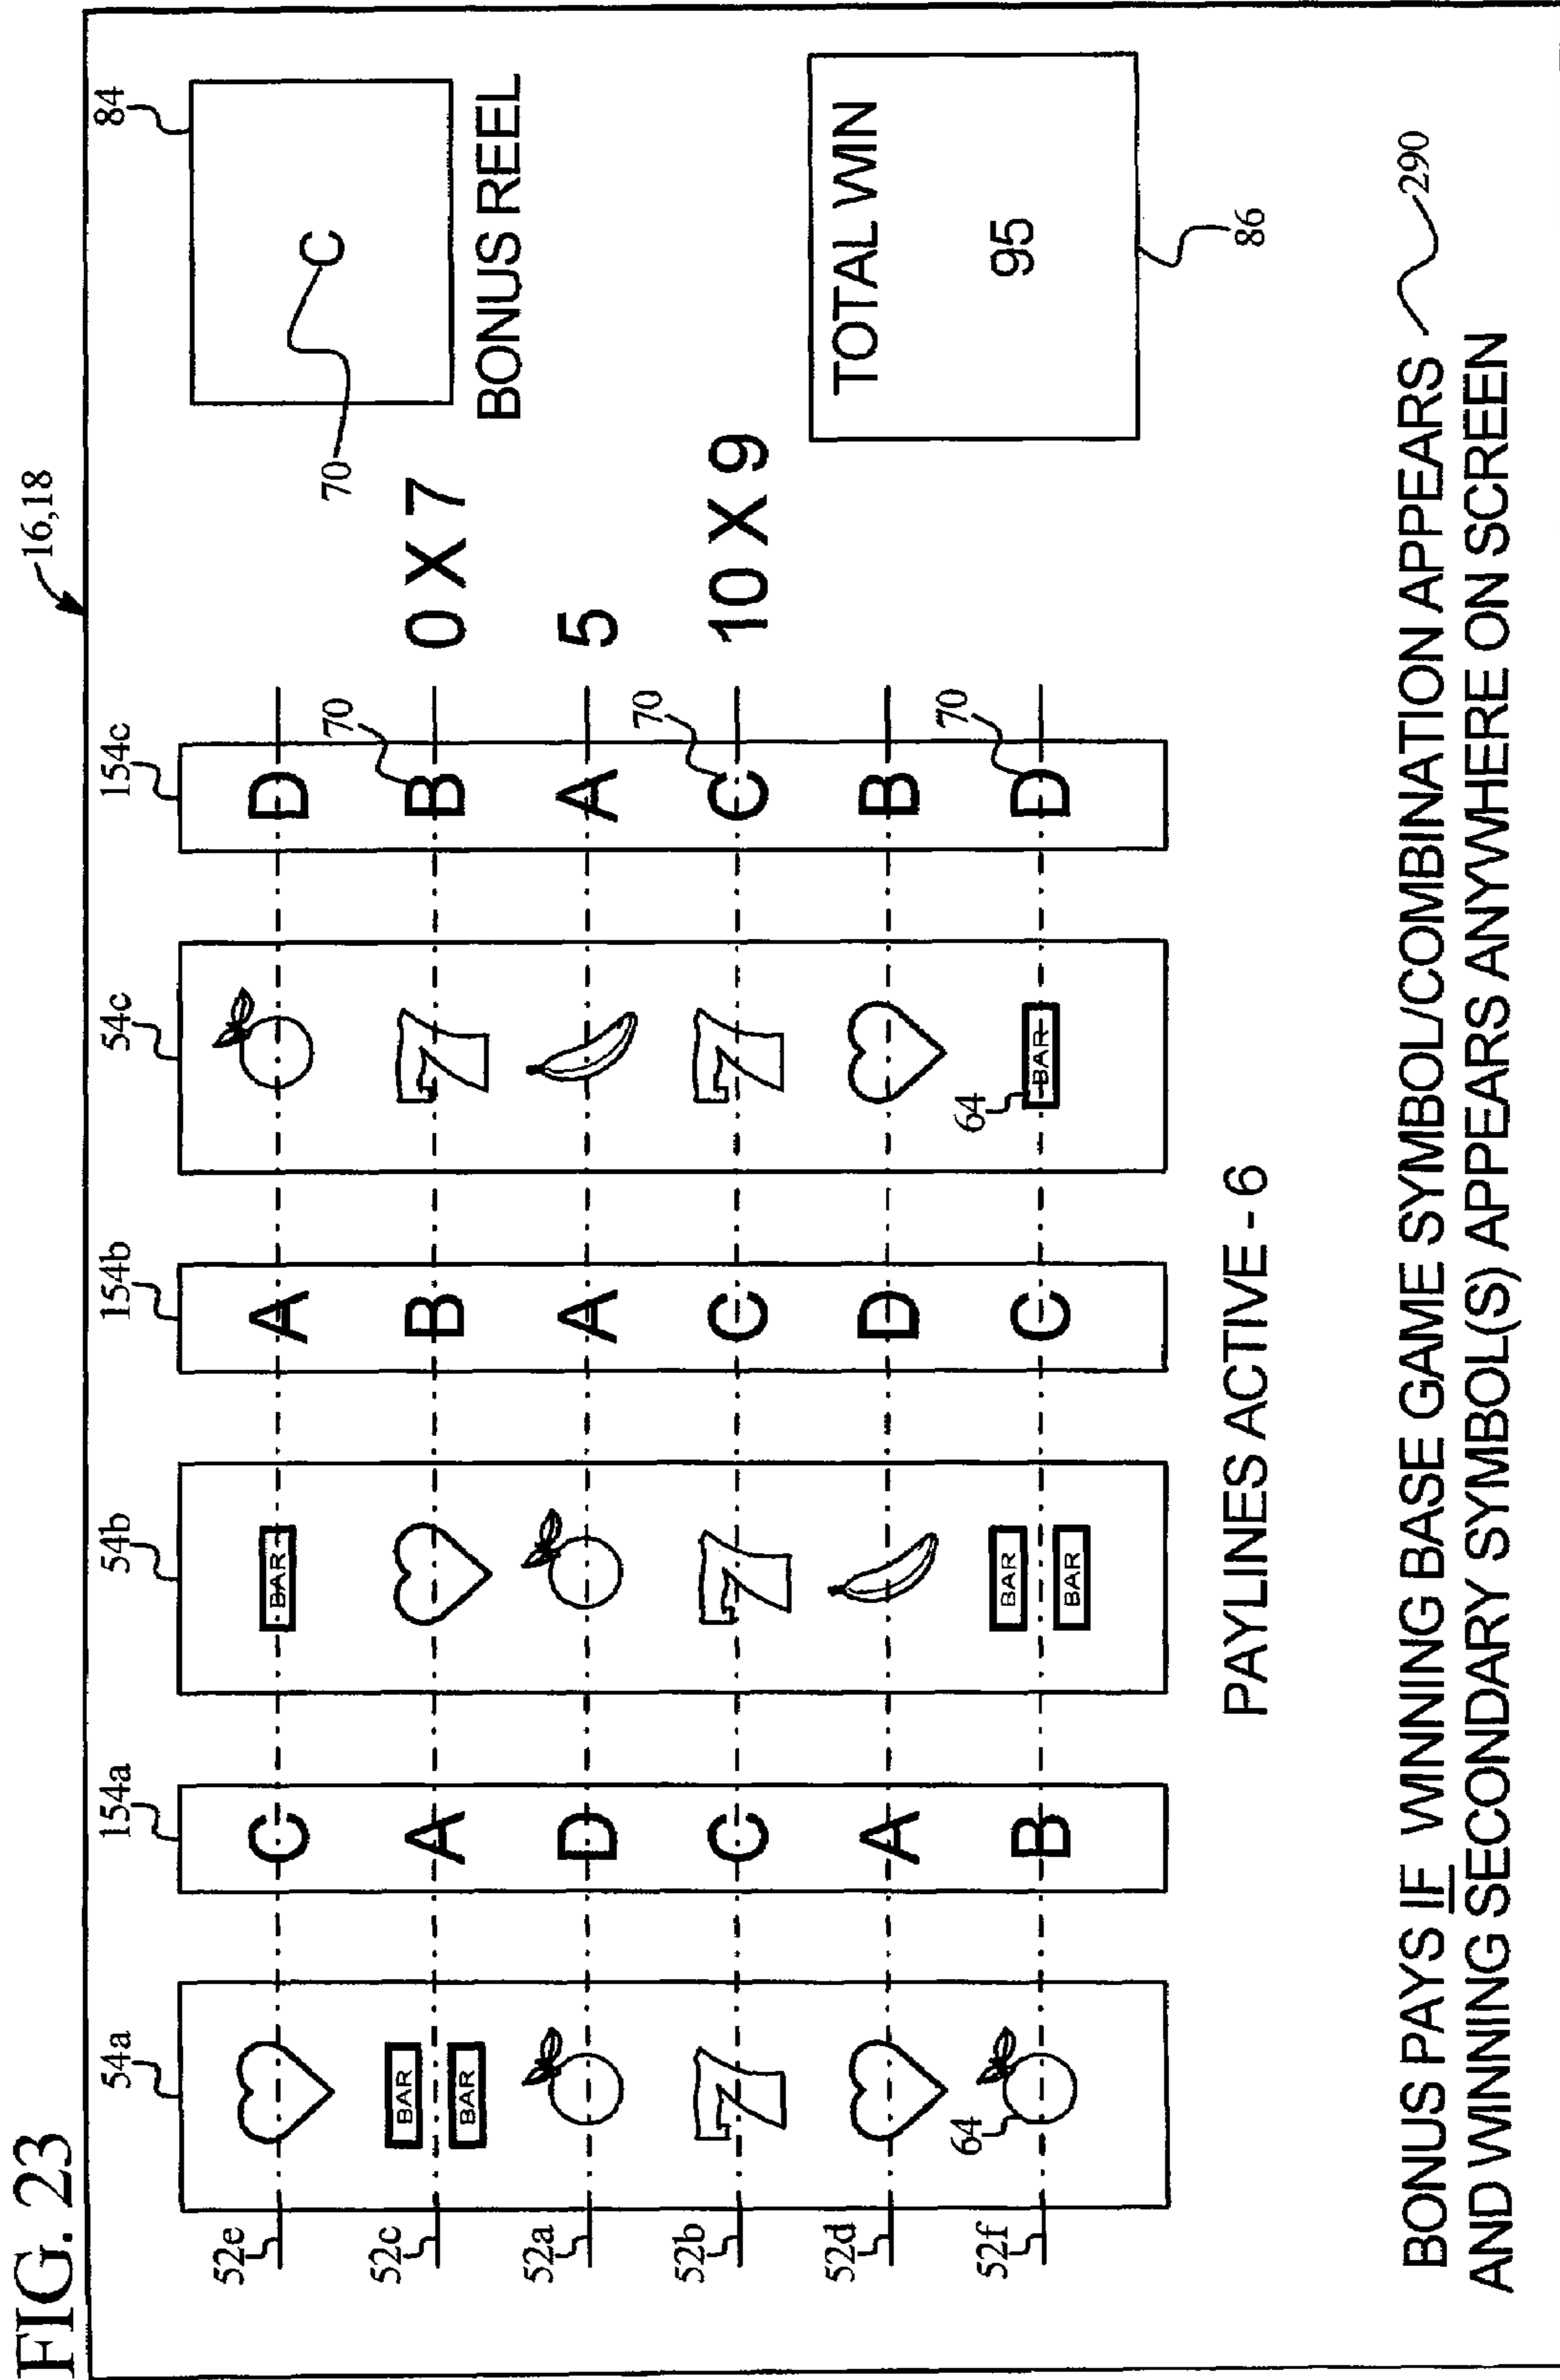 FIG. 23
16,18
54a 154a 54b 154b 54c 154c
84
52e C BAR A D
C
70
52c BAR A B B 70 0 X 7
BAR
BONUS REEL
52a D A A 5
70
52b 7 C 7 C 7 C 10 X 9
TOTAL WIN
95
52d A D B
64 64 70
52f B BAR C BAR D
BAR
86
PAYLINES ACTIVE - 6
BONUS PAYS IF WINNING BASE GAME SYMBOL/COMBINATION APPEARS 290
AND WINNING SECONDARY SYMBOL(S) APPEARS ANYWHERE ON SCREEN